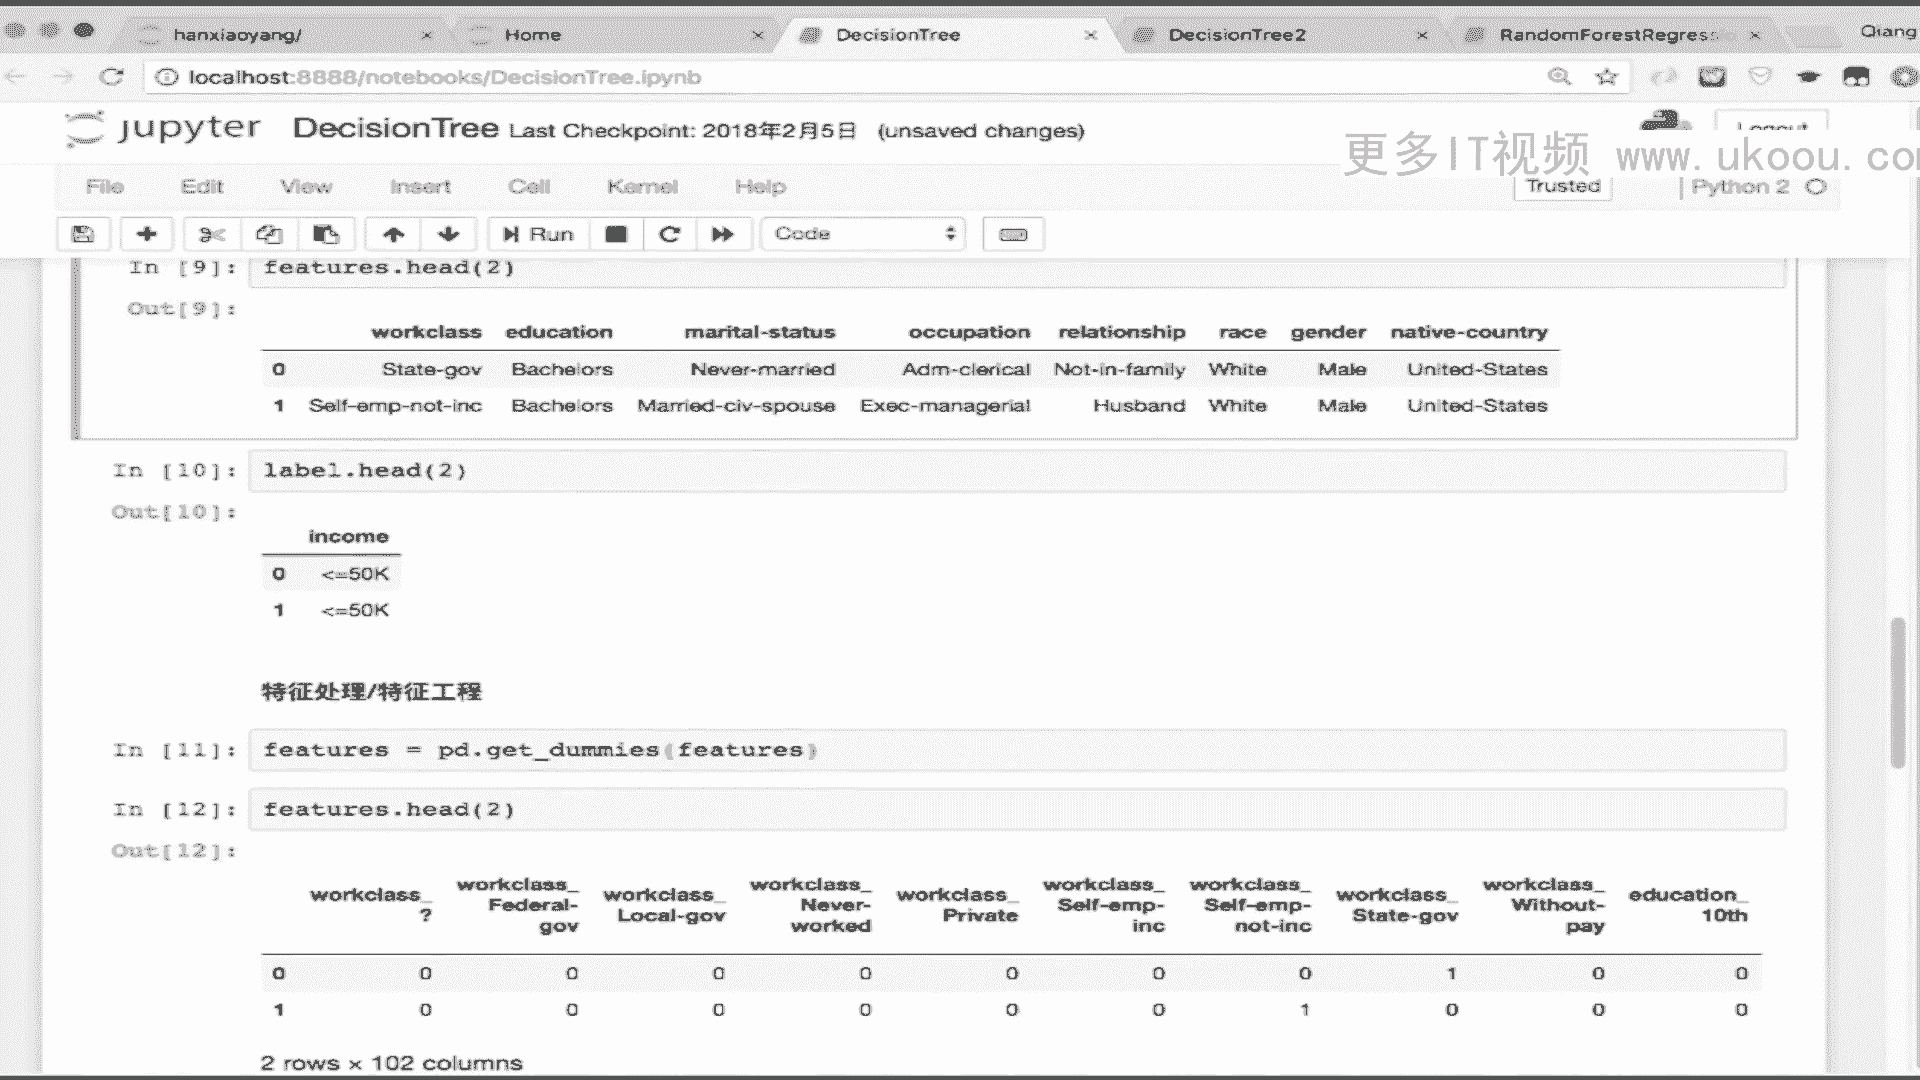 hanxiaoyang/ Home DecisionTree DecisionTree2 RandomForestRegres Qiang
localhost:8888/notebooks/DecisionTree.ipynb
jupyter DecisionTree Last Checkpoint: 2018年2月5日 (unsaved changes) Logout
更多IT视频 www.ukoou.co
File Edit View Insert Cell Kernel Help Trusted Python 2
Run Code
In [9]: features.head(2)
Out[9]:
workclass education marital-status occupation relationship race gender native-country
0 State-gov Bachelors Never-married Adm-clerical Not-in-family White Male United-States
1 Self-emp-not-inc Bachelors Married-civ-spouse Exec-managerial Husband White Male United-States
In [10]: label.head(2)
Out[10]:
income
0 <=50K
1 <=50K
特征处理/特征工程
In [11]: features = pd.get_dummies(features)
In [12]: features.head(2)
Out[12]:
workclass_ workclass_ workclass_ workclass_ workclass_ workclass_ workclass_ workclass_ workclass_ education_
? Federal- Local-gov Never- Private Self-emp- Self-emp- State-gov Without- 10th
gov worked inc not-inc pay
0 0 0 0 0 0 0 0 1 0 0
1 0 0 0 0 0 0 1 0 0 0
2 rows × 102 columns